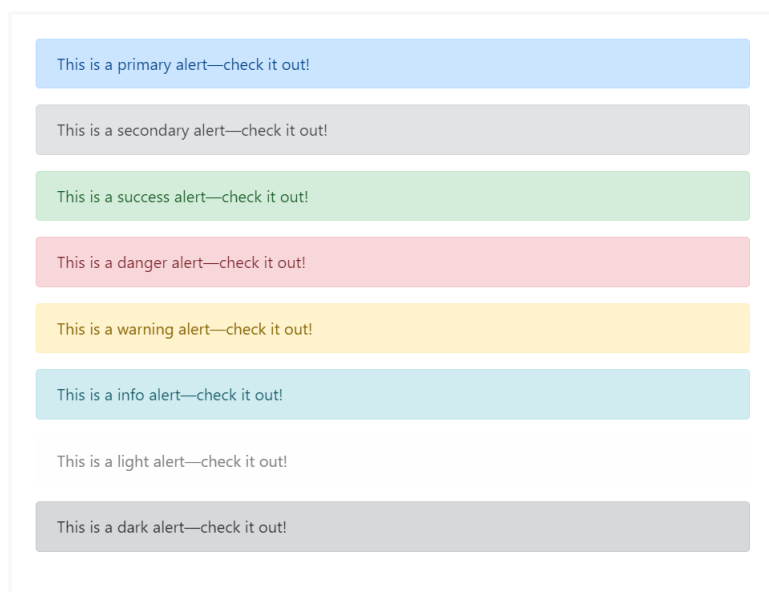 This is a primary alert—check it out!
This is a secondary alert—check it out!
This is a success alert—check it out!
This is a danger alert—check it out!
This is a warning alert—check it out!
This is a info alert—check it out!
This is a light alert—check it out!
This is a dark alert—check it out!